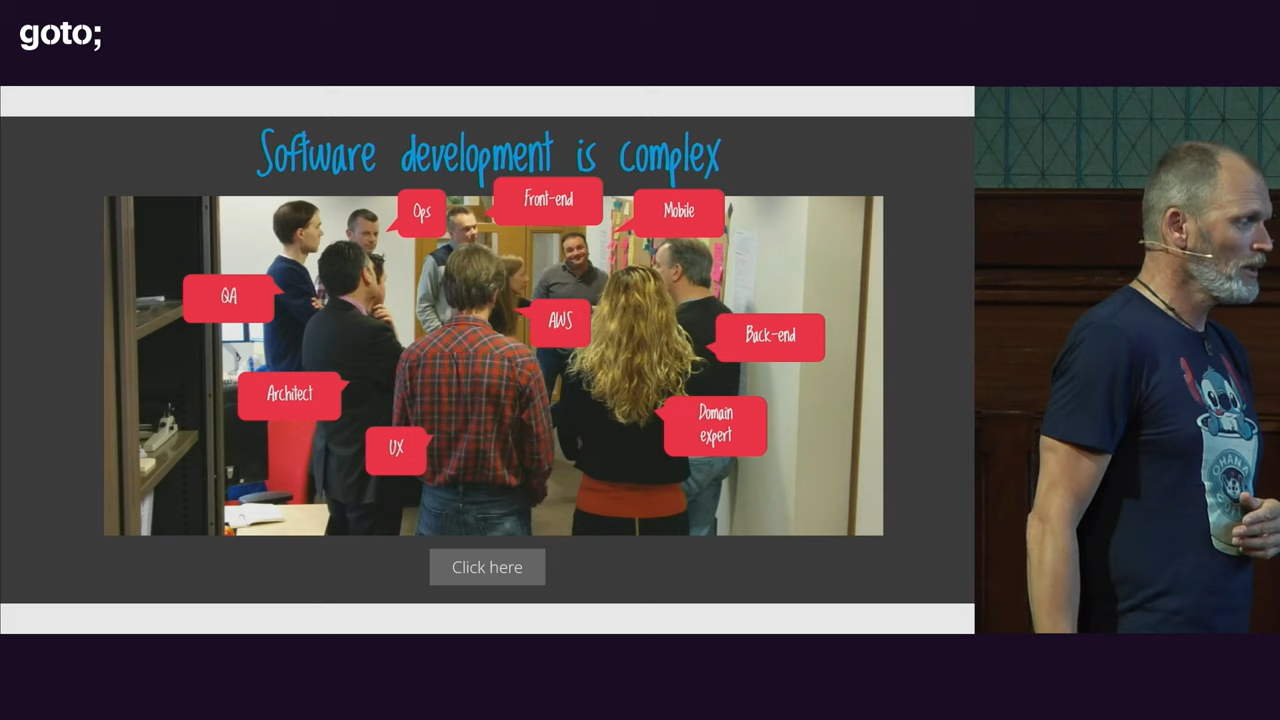 goto;
Software development is complex
Ops
Front-end
Mobile
QA
AWS
Back-end
Architect
Domain
expert
UX
Click here
OHANA